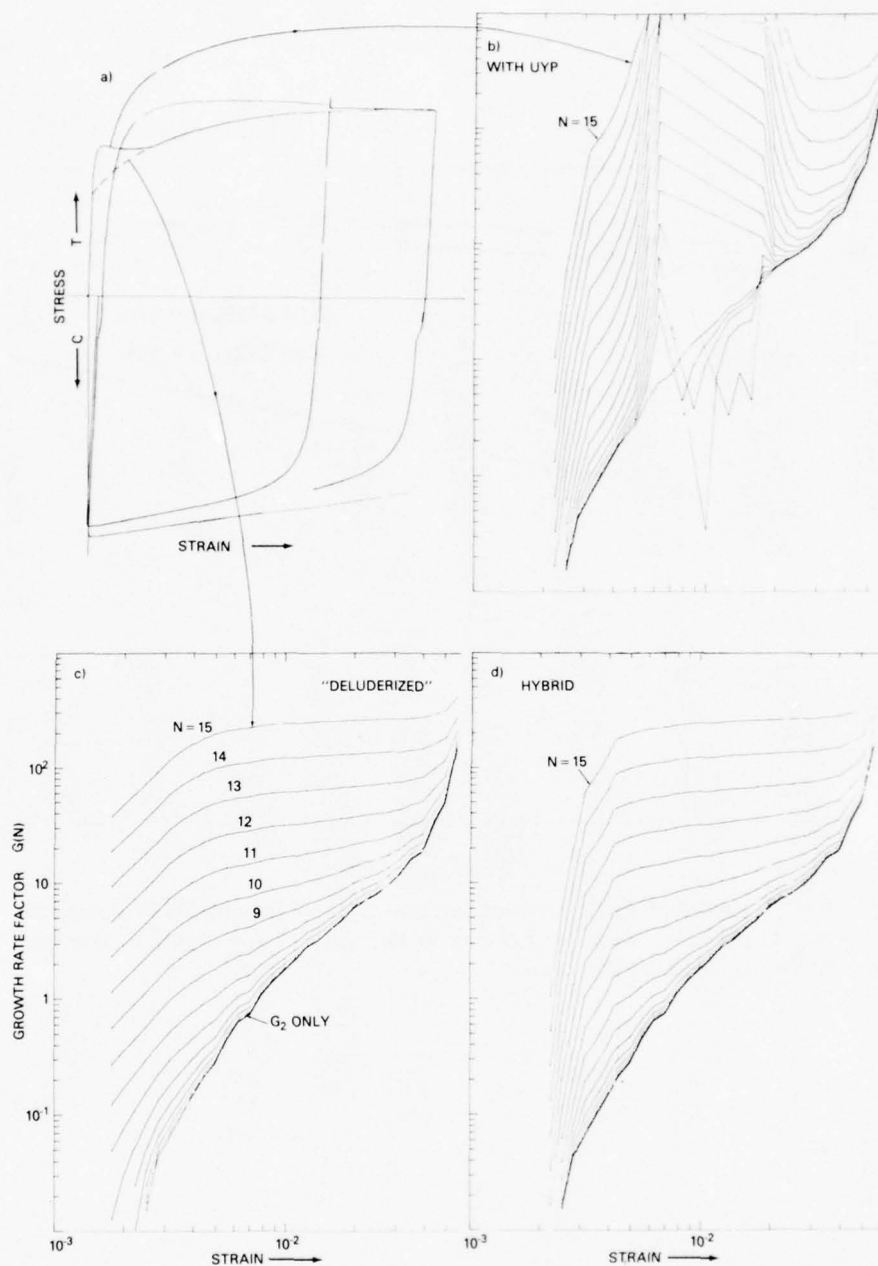 a)
STRESS
T
C
STRAIN
b)
WITH UYP
N = 15
c)
"DELUDERIZED"
N = 15
14
13
12
11
10
9
G2 ONLY
GROWTH RATE FACTOR G(N)
10²
10
1
10⁻¹
10⁻³
10⁻²
STRAIN
d)
HYBRID
N = 15
10⁻³
10⁻²
STRAIN